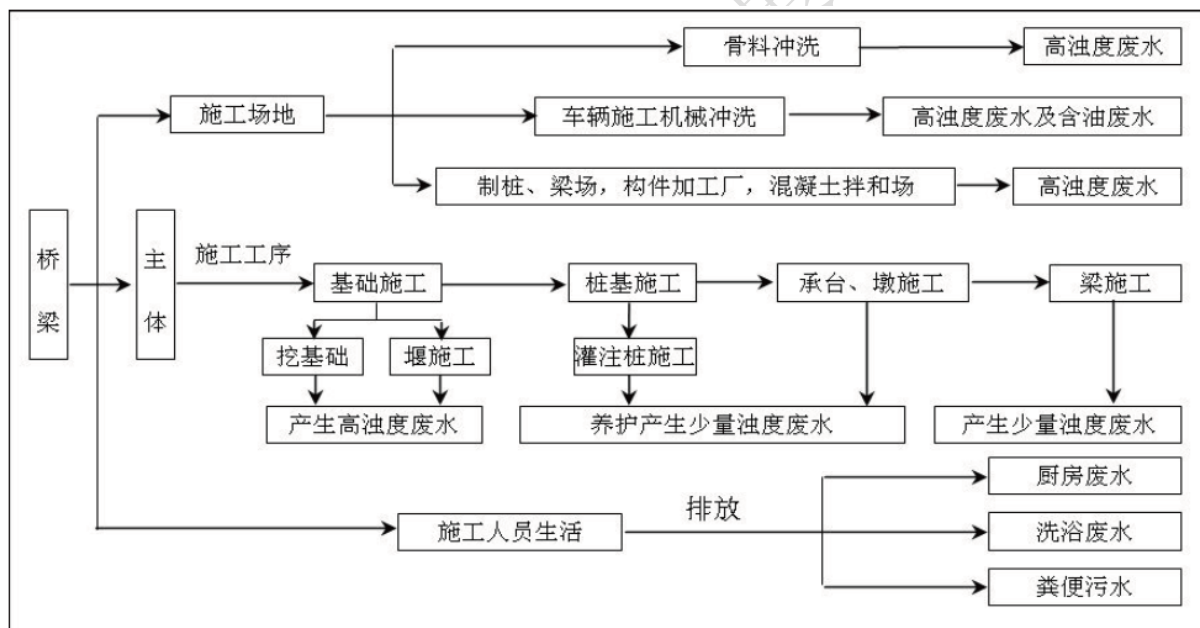 骨料冲洗
高浊度废水
施工场地
车辆施工机械冲洗
高浊度废水及含油废水
制桩、梁场，构件加工厂，混凝土拌和场
高浊度废水
桥梁
主体
施工工序
基础施工
桩基施工
承台、墩施工
梁施工
挖基础
堰施工
灌注桩施工
产生高浊度废水
养护产生少量浊度废水
产生少量浊度废水
施工人员生活
排放
厨房废水
洗浴废水
粪便污水